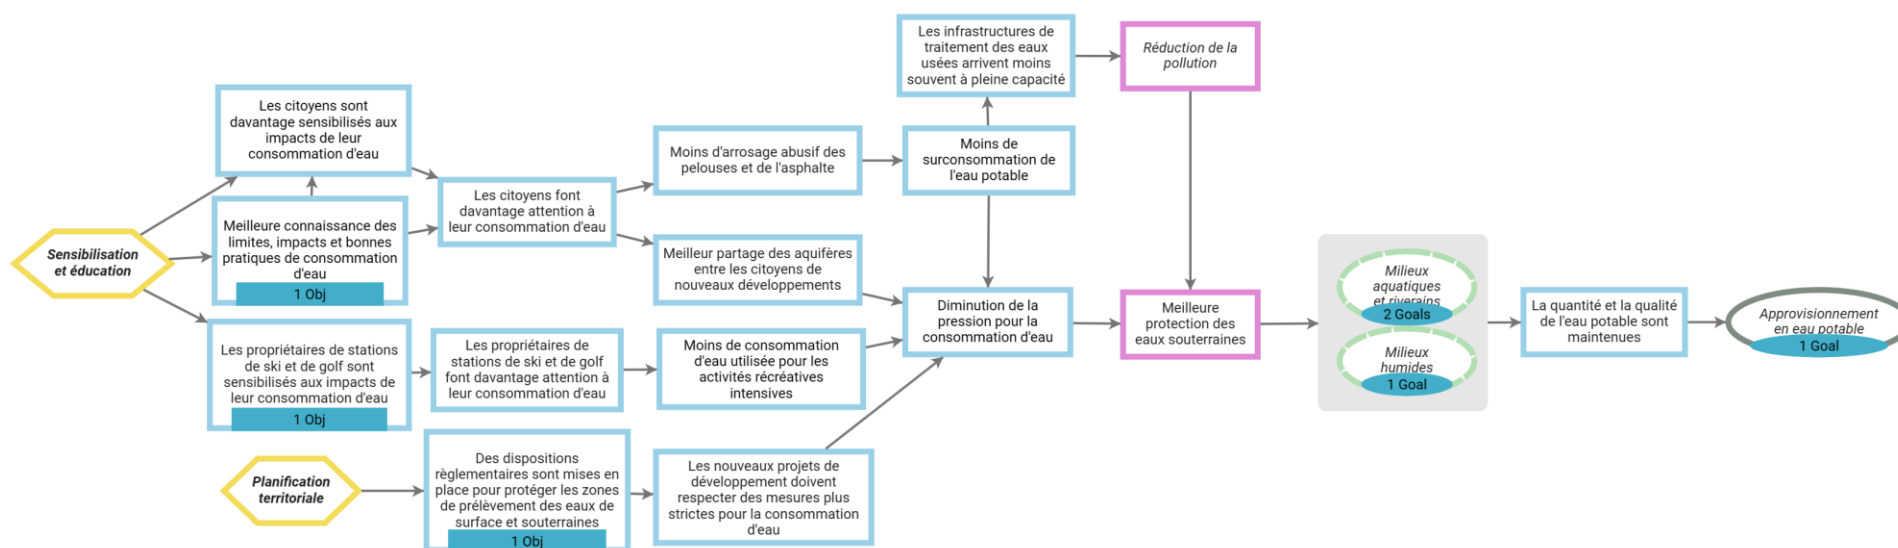 Les infrastructures de
traitement des eaux
usées arrivent moins
souvent à pleine capacité
Réduction de la
pollution
Les citoyens sont
davantage sensibilisés aux
impacts de leur
consommation d'eau
Moins d'arrosage abusif des
pelouses et de l'asphalte
Moins de
surconsommation de
l'eau potable
Les citoyens font
davantage attention à
leur consommation d'eau
Sensibilisation
et éducation
Meilleure connaissance des
limites, impacts et bonnes
pratiques de consommation
d'eau
1 Obj
Meilleur partage des aquifères
entre les citoyens de
nouveaux développements
Diminution de la
pression pour la
consommation d'eau
Meilleure
protection des
eaux souterraines
Milieux
aquatiques
et riverains
2 Goals
Milieux
humides
1 Goal
La quantité et la qualité
de l'eau potable sont
maintenues
Approvisionnement
en eau potable
1 Goal
Les propriétaires de stations
de ski et de golf sont
sensibilisés aux impacts de
leur consommation d'eau
1 Obj
Les propriétaires de
stations de ski et de golf
font davantage attention à
leur consommation d'eau
Moins de consommation
d'eau utilisée pour les
activités récréatives
intensives
Planification
territoriale
Des dispositions
règlementaires sont mises en
place pour protéger les zones
de prélèvement des eaux de
surface et souterraines
1 Obj
Les nouveaux projets de
développement doivent
respecter des mesures plus
strictes pour la consommation
d'eau